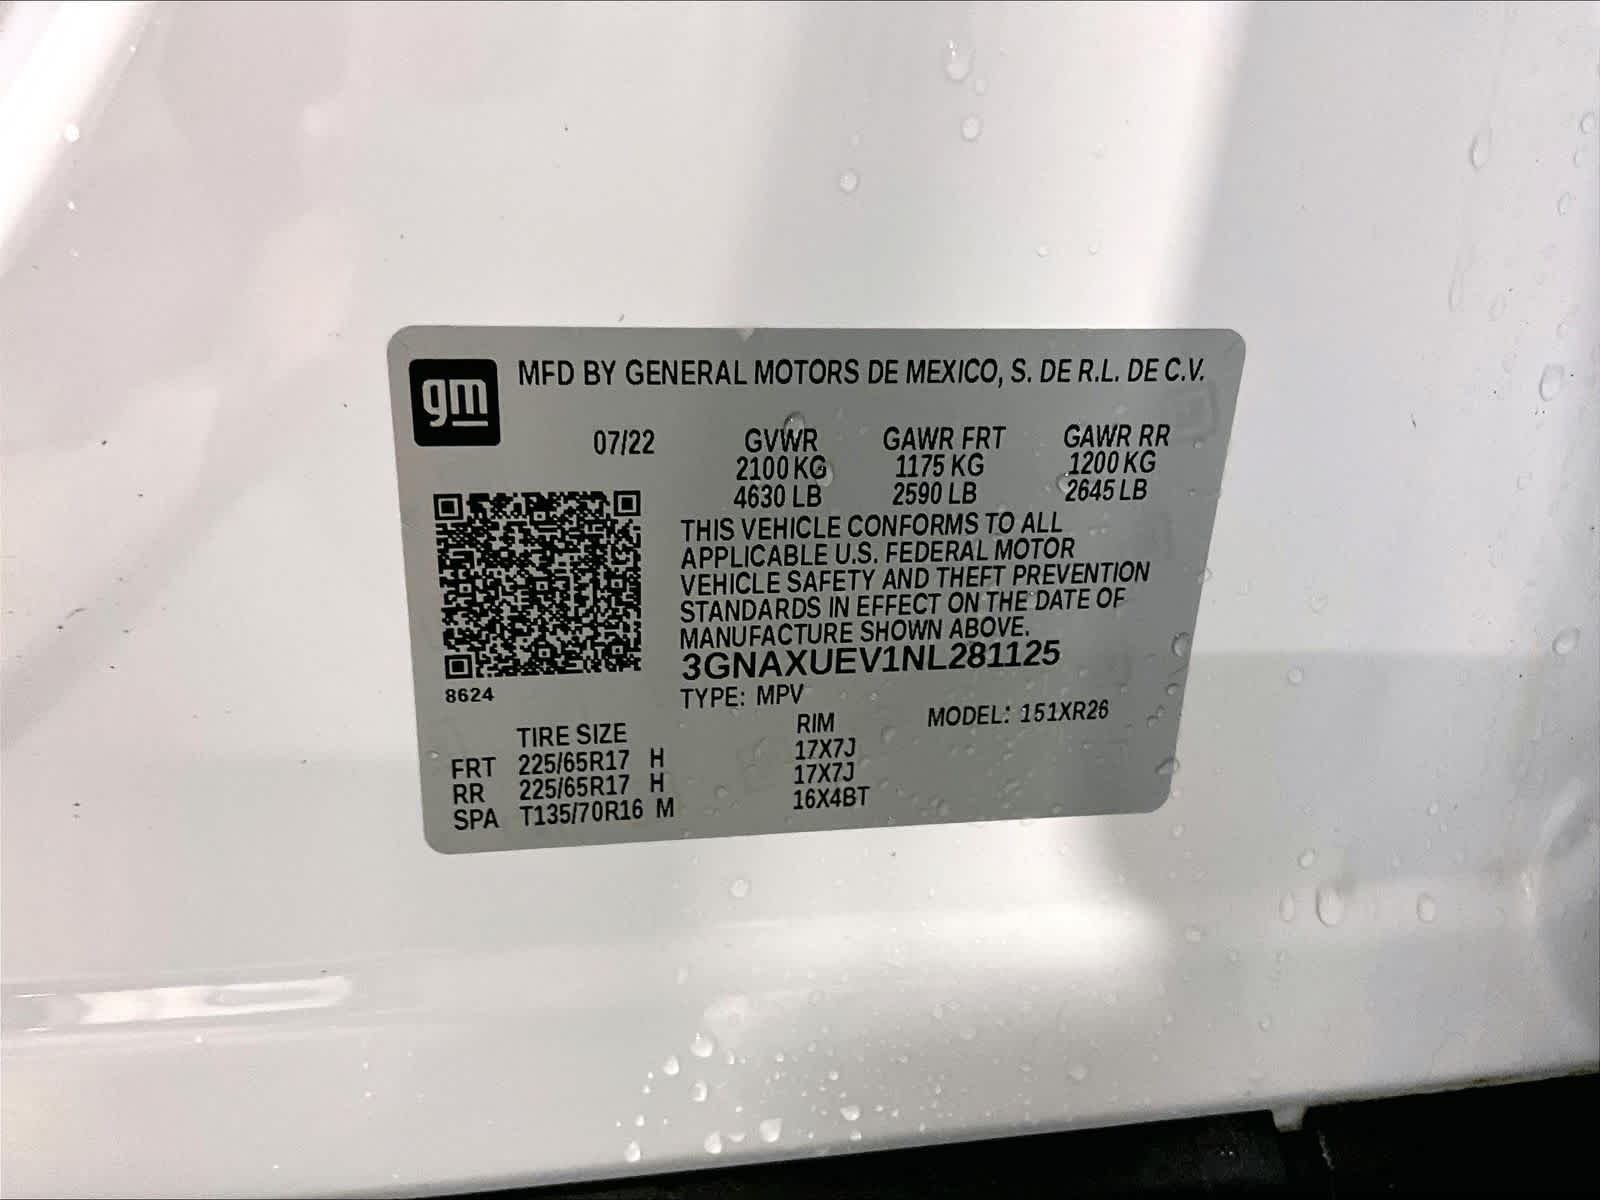 gm
MFD BY GENERAL MOTORS DE MEXICO, S. DE R.L. DE C.V.
07/22 GVWR GAWR FRT GAWR RR
2100 KG 1175 KG 1200 KG
4630 LB 2590 LB 2645 LB
THIS VEHICLE CONFORMS TO ALL
APPLICABLE U.S. FEDERAL MOTOR
VEHICLE SAFETY AND THEFT PREVENTION
STANDARDS IN EFFECT ON THE DATE OF
MANUFACTURE SHOWN ABOVE.
3GNAXUEV1NL281125
8624
TYPE: MPV
TIRE SIZE RIM MODEL: 151XR26
FRT 225/65R17 H 17X7J
RR 225/65R17 H 17X7J
SPA T135/70R16 M 16X4BT